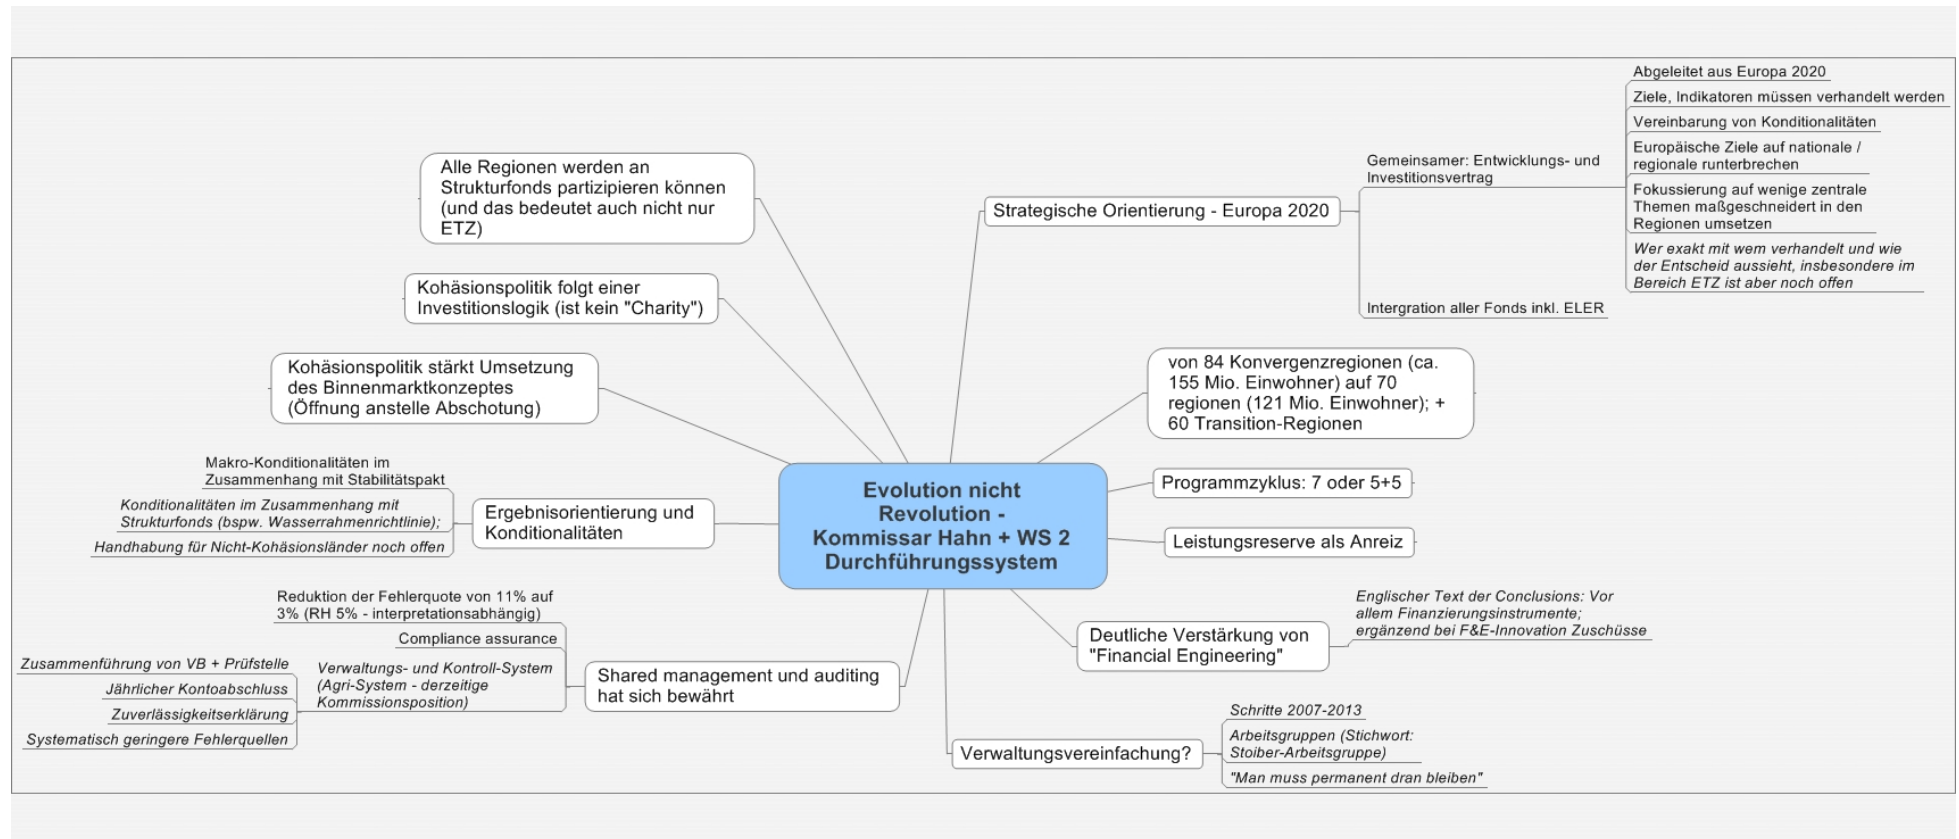 Evolution nicht
Revolution -
Kommissar Hahn + WS 2
Durchführungssystem
Strategische Orientierung - Europa 2020
Gemeinsamer: Entwicklungs- und
Investitionsvertrag
Abgeleitet aus Europa 2020
Ziele, Indikatoren müssen verhandelt werden
Vereinbarung von Konditionalitäten
Europäische Ziele auf nationale /
regionale runterbrechen
Fokussierung auf wenige zentrale
Themen maßgeschneidert in den
Regionen umsetzen
Wer exakt mit wem verhandelt und wie
der Entscheid aussieht, insbesondere im
Bereich ETZ ist aber noch offen
Intergration aller Fonds inkl. ELER
von 84 Konvergenzregionen (ca.
155 Mio. Einwohner) auf 70
regionen (121 Mio. Einwohner); +
60 Transition-Regionen
Programmzyklus: 7 oder 5+5
Leistungsreserve als Anreiz
Deutliche Verstärkung von
"Financial Engineering"
Englischer Text der Conclusions: Vor
allem Finanzierungsinstrumente;
ergänzend bei F&E-Innovation Zuschüsse
Verwaltungsvereinfachung?
Schritte 2007-2013
Arbeitsgruppen (Stichwort:
Stoiber-Arbeitsgruppe)
"Man muss permanent dran bleiben"
Alle Regionen werden an
Strukturfonds partizipieren können
(und das bedeutet auch nicht nur
ETZ)
Kohäsionspolitik folgt einer
Investitionslogik (ist kein "Charity")
Kohäsionspolitik stärkt Umsetzung
des Binnenmarktkonzeptes
(Öffnung anstelle Abschotung)
Ergebnisorientierung und
Konditionalitäten
Makro-Konditionalitäten im
Zusammenhang mit Stabilitätspakt
Konditionalitäten im Zusammenhang mit
Strukturfonds (bspw. Wasserrahmenrichtlinie);
Handhabung für Nicht-Kohäsionsländer noch offen
Shared management und auditing
hat sich bewährt
Reduktion der Fehlerquote von 11% auf
3% (RH 5% - interpretationsabhängig)
Compliance assurance
Verwaltungs- und Kontroll-System
(Agri-System - derzeitige
Kommissionsposition)
Zusammenführung von VB + Prüfstelle
Jährlicher Kontoabschluss
Zuverlässigkeitserklärung
Systematisch geringere Fehlerquellen